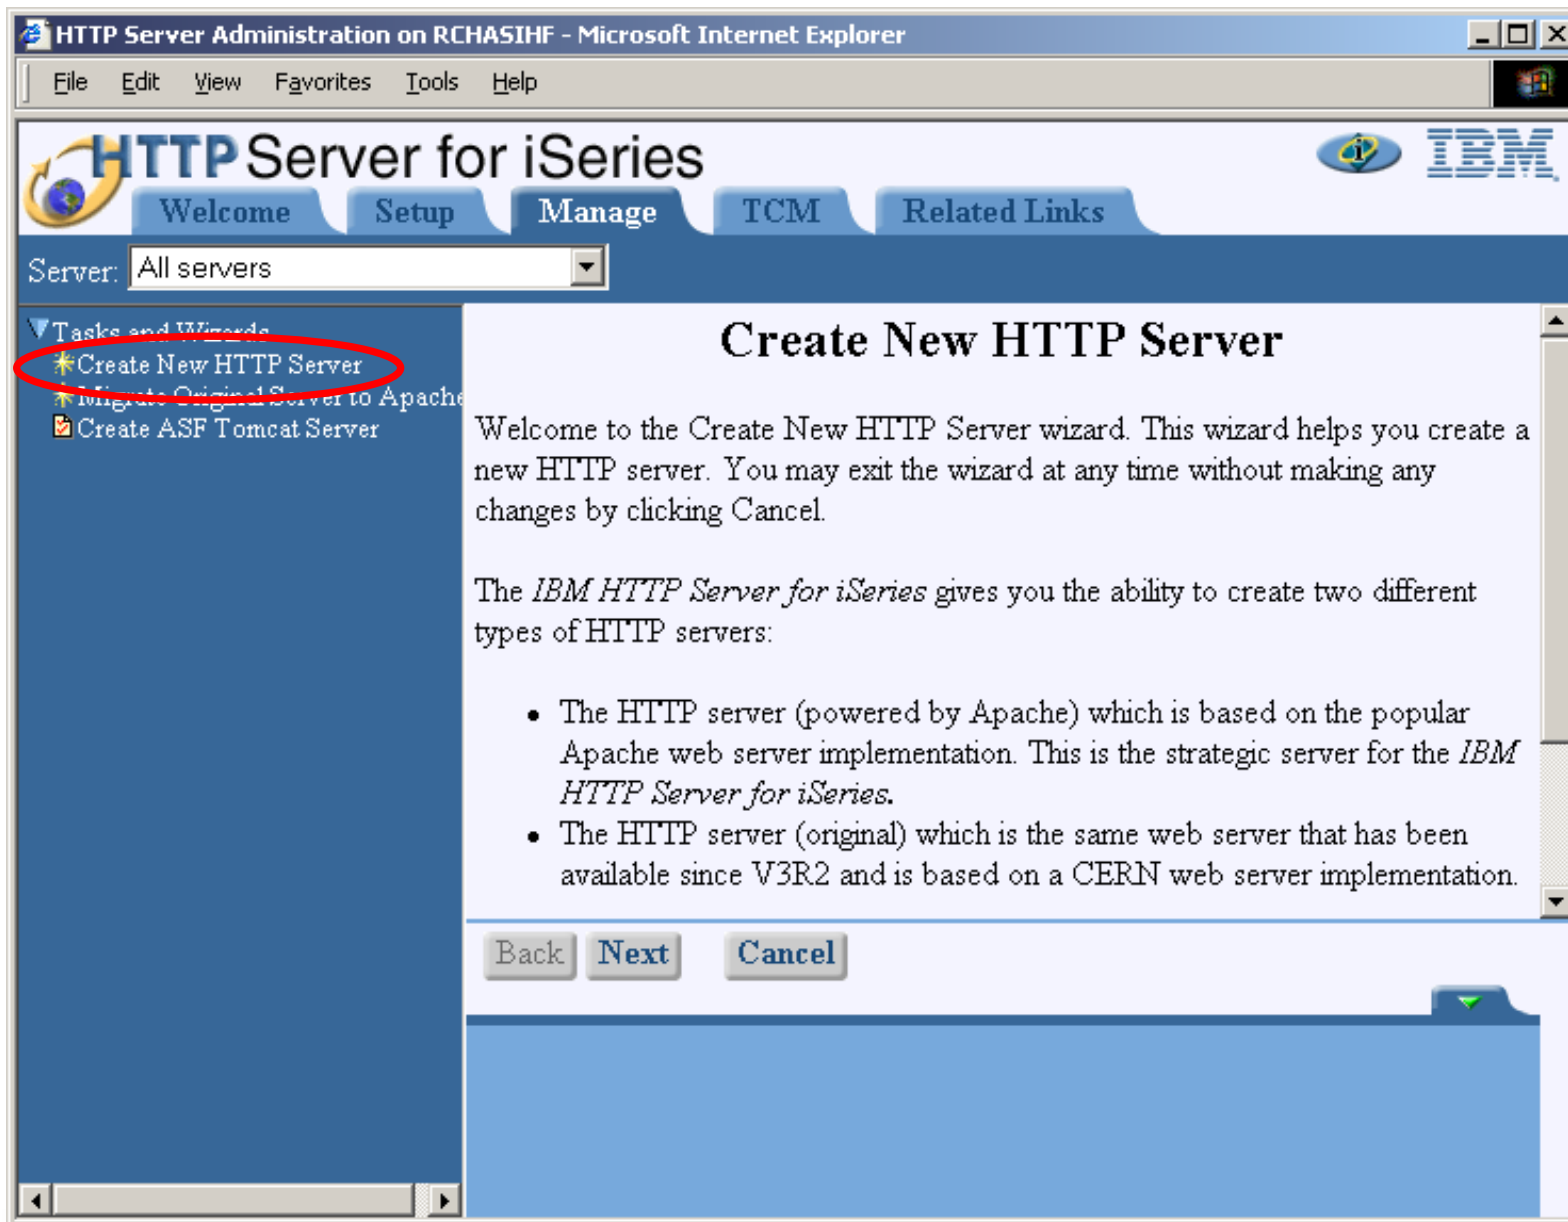 HTTP Server Administration on RCHASIHF - Microsoft Internet Explorer
File Edit View Favorites Tools Help
HTTP Server for iSeries
IBM
Welcome Setup Manage TCM Related Links
Server: All servers
Tasks and Wizards
Create New HTTP Server
Migrate Original Server to Apache
Create ASF Tomcat Server
Create New HTTP Server
Welcome to the Create New HTTP Server wizard. This wizard helps you create a
new HTTP server. You may exit the wizard at any time without making any
changes by clicking Cancel.
The IBM HTTP Server for iSeries gives you the ability to create two different
types of HTTP servers:
• The HTTP server (powered by Apache) which is based on the popular
Apache web server implementation. This is the strategic server for the IBM
HTTP Server for iSeries.
• The HTTP server (original) which is the same web server that has been
available since V3R2 and is based on a CERN web server implementation.
Back Next Cancel